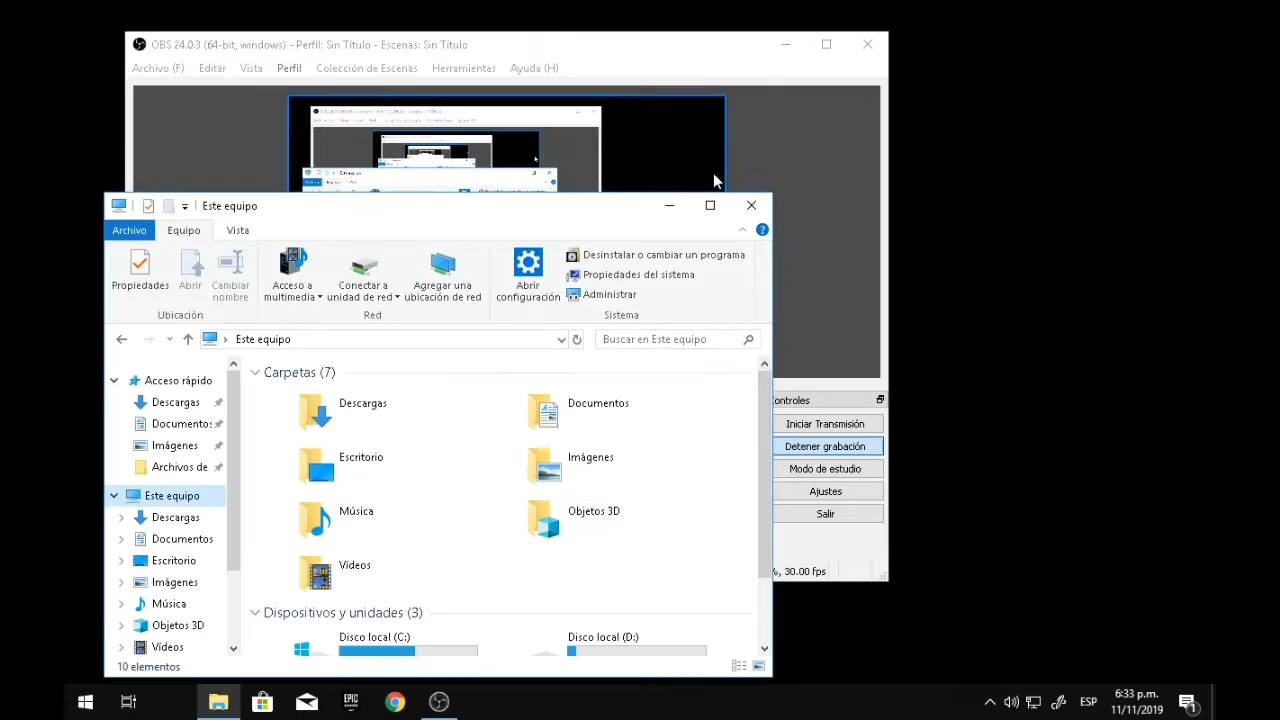 OBS 24.0.3 (64-bit, windows) - Perfil: Sin Título - Escenas: Sin Título
Archivo (F) Editar Vista Perfil Colección de Escenas Herramientas Ayuda (H)
Este equipo
Archivo Equipo Vista
Propiedades Abrir Cambiar nombre
Ubicación
Acceso a multimedia Conectar a unidad de red Agregar una ubicación de red
Red
Abrir configuración
Desinstalar o cambiar un programa
Propiedades del sistema
Administrar
Sistema
Este equipo
Buscar en Este equipo
Acceso rápido
Descargas
Documentos
Imágenes
Archivos de
Este equipo
Descargas
Documentos
Escritorio
Imágenes
Música
Objetos 3D
Vídeos
Carpetas (7)
Descargas
Documentos
Escritorio
Imágenes
Música
Objetos 3D
Vídeos
Dispositivos y unidades (3)
Disco local (C:)
Disco local (D:)
10 elementos
ontroles
Iniciar Transmisión
Detener grabación
Modo de estudio
Ajustes
Salir
%, 30.00 fps
EPIC GAMES
ESP
6:33 p.m.
11/11/2019
1